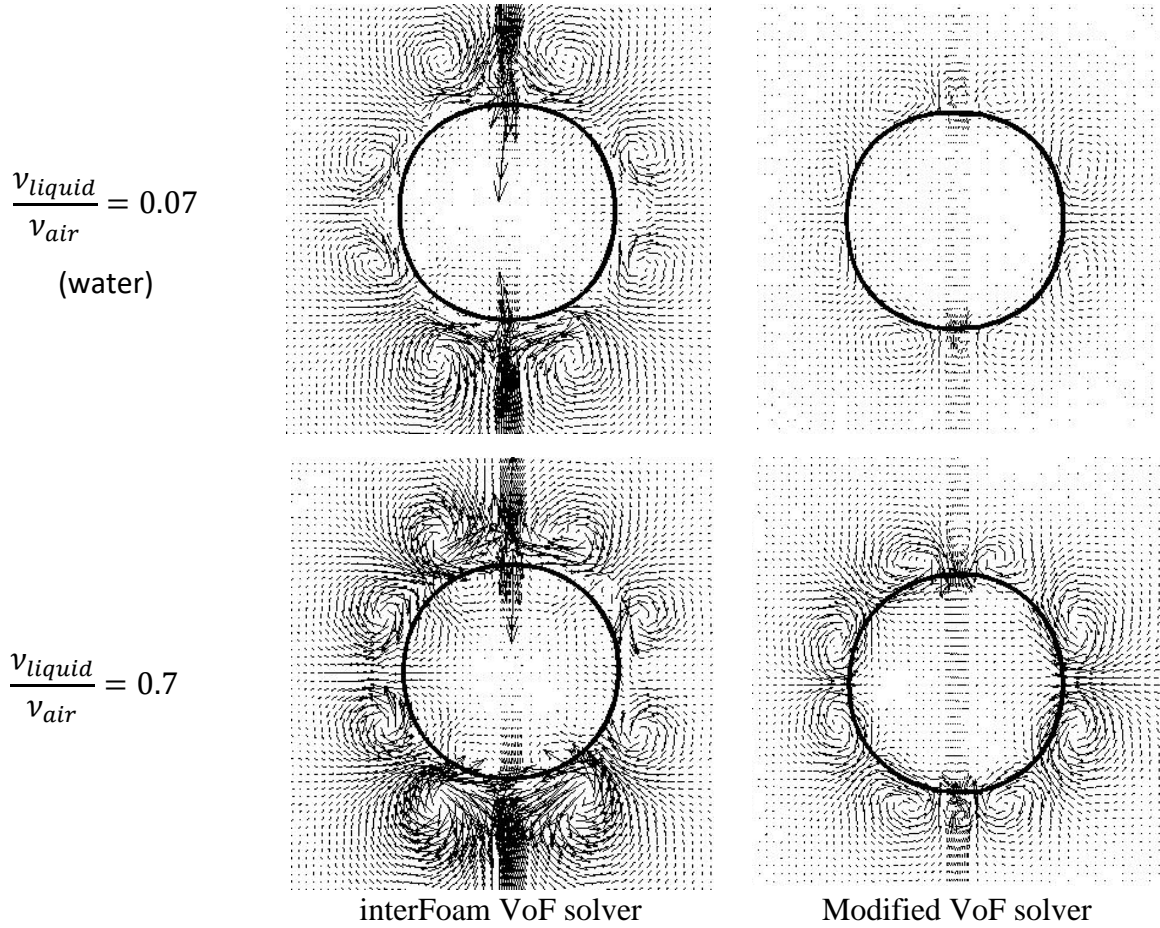 ν_liquid/ν_air = 0.07
(water)
ν_liquid/ν_air = 0.7
interFoam VoF solver
Modified VoF solver